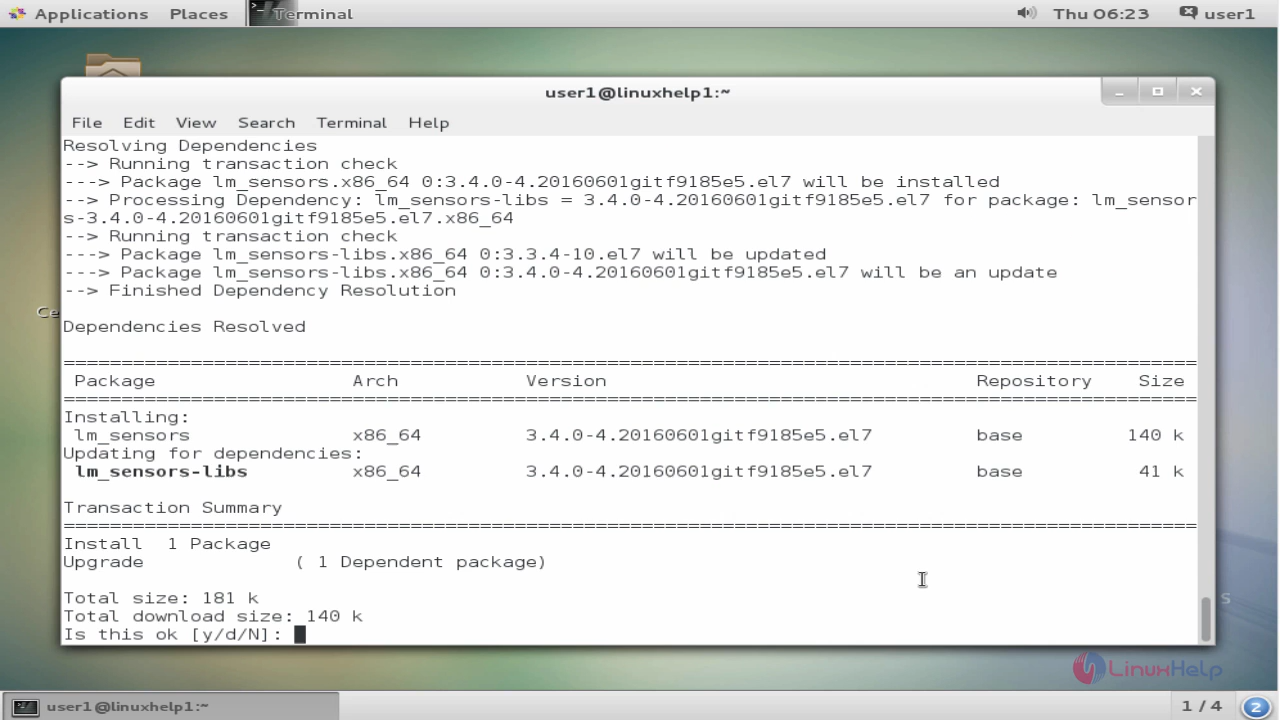 Applications Places Terminal Thu 06:23 user1
user1@linuxhelp1:~
File Edit View Search Terminal Help
Resolving Dependencies
--> Running transaction check
---> Package lm_sensors.x86_64 0:3.4.0-4.20160601gitf9185e5.el7 will be installed
--> Processing Dependency: lm_sensors-libs = 3.4.0-4.20160601gitf9185e5.el7 for package: lm_sensor
s-3.4.0-4.20160601gitf9185e5.el7.x86_64
--> Running transaction check
---> Package lm_sensors-libs.x86_64 0:3.3.4-10.el7 will be updated
---> Package lm_sensors-libs.x86_64 0:3.4.0-4.20160601gitf9185e5.el7 will be an update
--> Finished Dependency Resolution
Ce
Dependencies Resolved
================================================================================================
Package Arch Version Repository Size
================================================================================================
Installing:
lm_sensors x86_64 3.4.0-4.20160601gitf9185e5.el7 base 140 k
Updating for dependencies:
lm_sensors-libs x86_64 3.4.0-4.20160601gitf9185e5.el7 base 41 k
Transaction Summary
================================================================================================
Install 1 Package
Upgrade ( 1 Dependent package)
Total size: 181 k
S
Total download size: 140 k
Is this ok [y/d/N]:
LinuxHelp
user1@linuxhelp1:~ 1 / 4 2